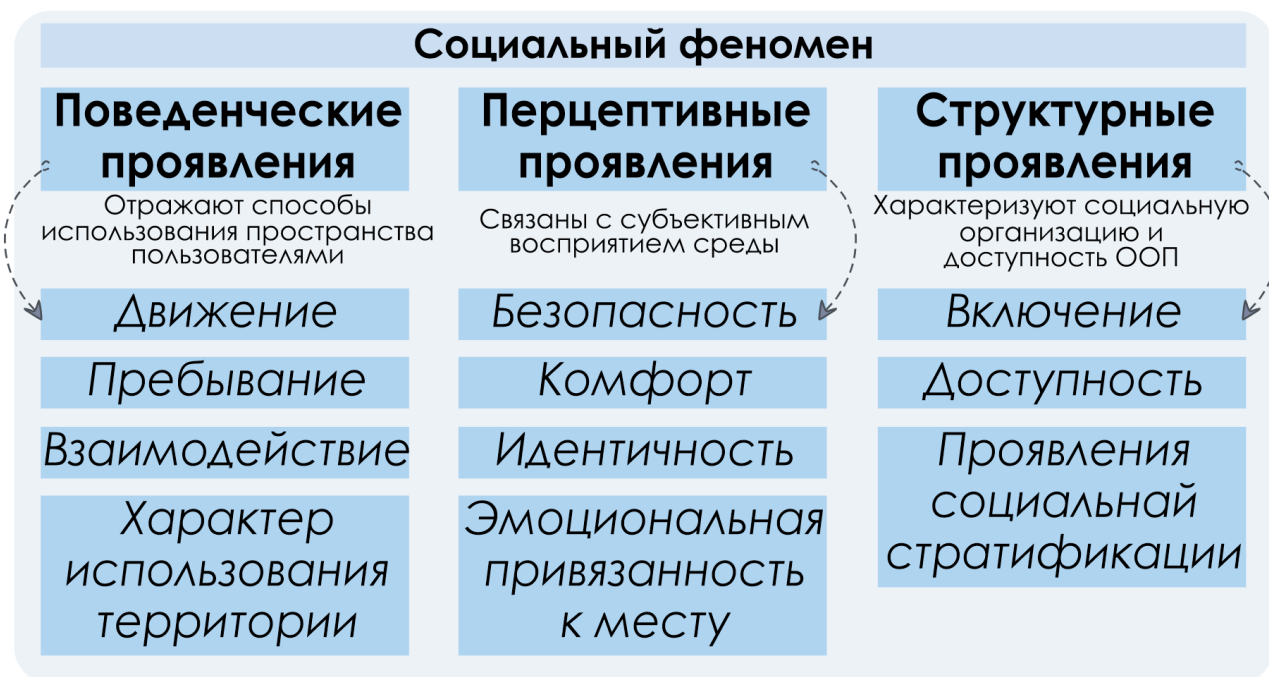 Социальный феномен
Поведенческие
проявления
Отражают способы
использования пространства
пользователями
Движение
Пребывание
Взаимодействие
Характер
использования
территории
Перцептивные
проявления
Связаны с субъективным
восприятием среды
Безопасность
Комфорт
Идентичность
Эмоциональная
привязанность
к месту
Структурные
проявления
Характеризуют социальную
организацию и
доступность ООП
Включение
Доступность
Проявления
социальнай
стратификации